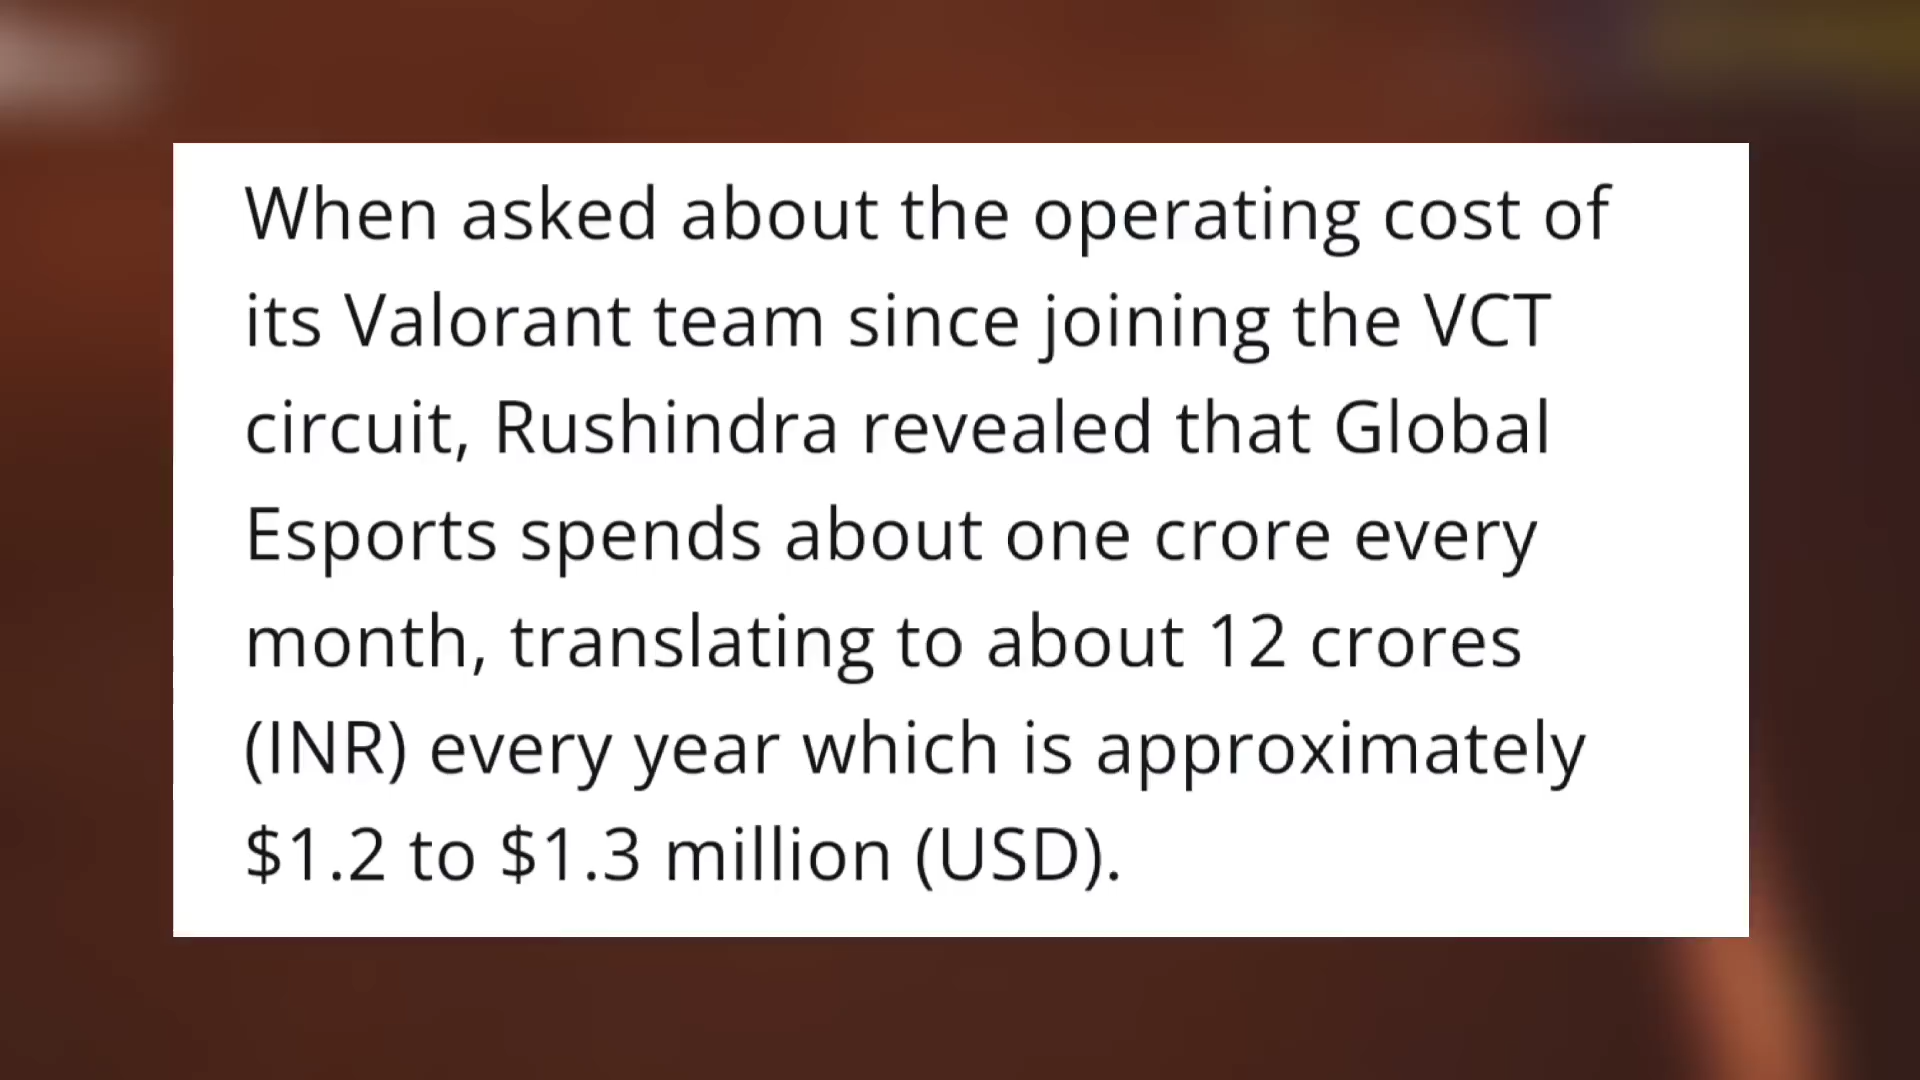 When asked about the operating cost of
its Valorant team since joining the VCT
circuit, Rushindra revealed that Global
Esports spends about one crore every
month, translating to about 12 crores
(INR) every year which is approximately
$1.2 to $1.3 million (USD).